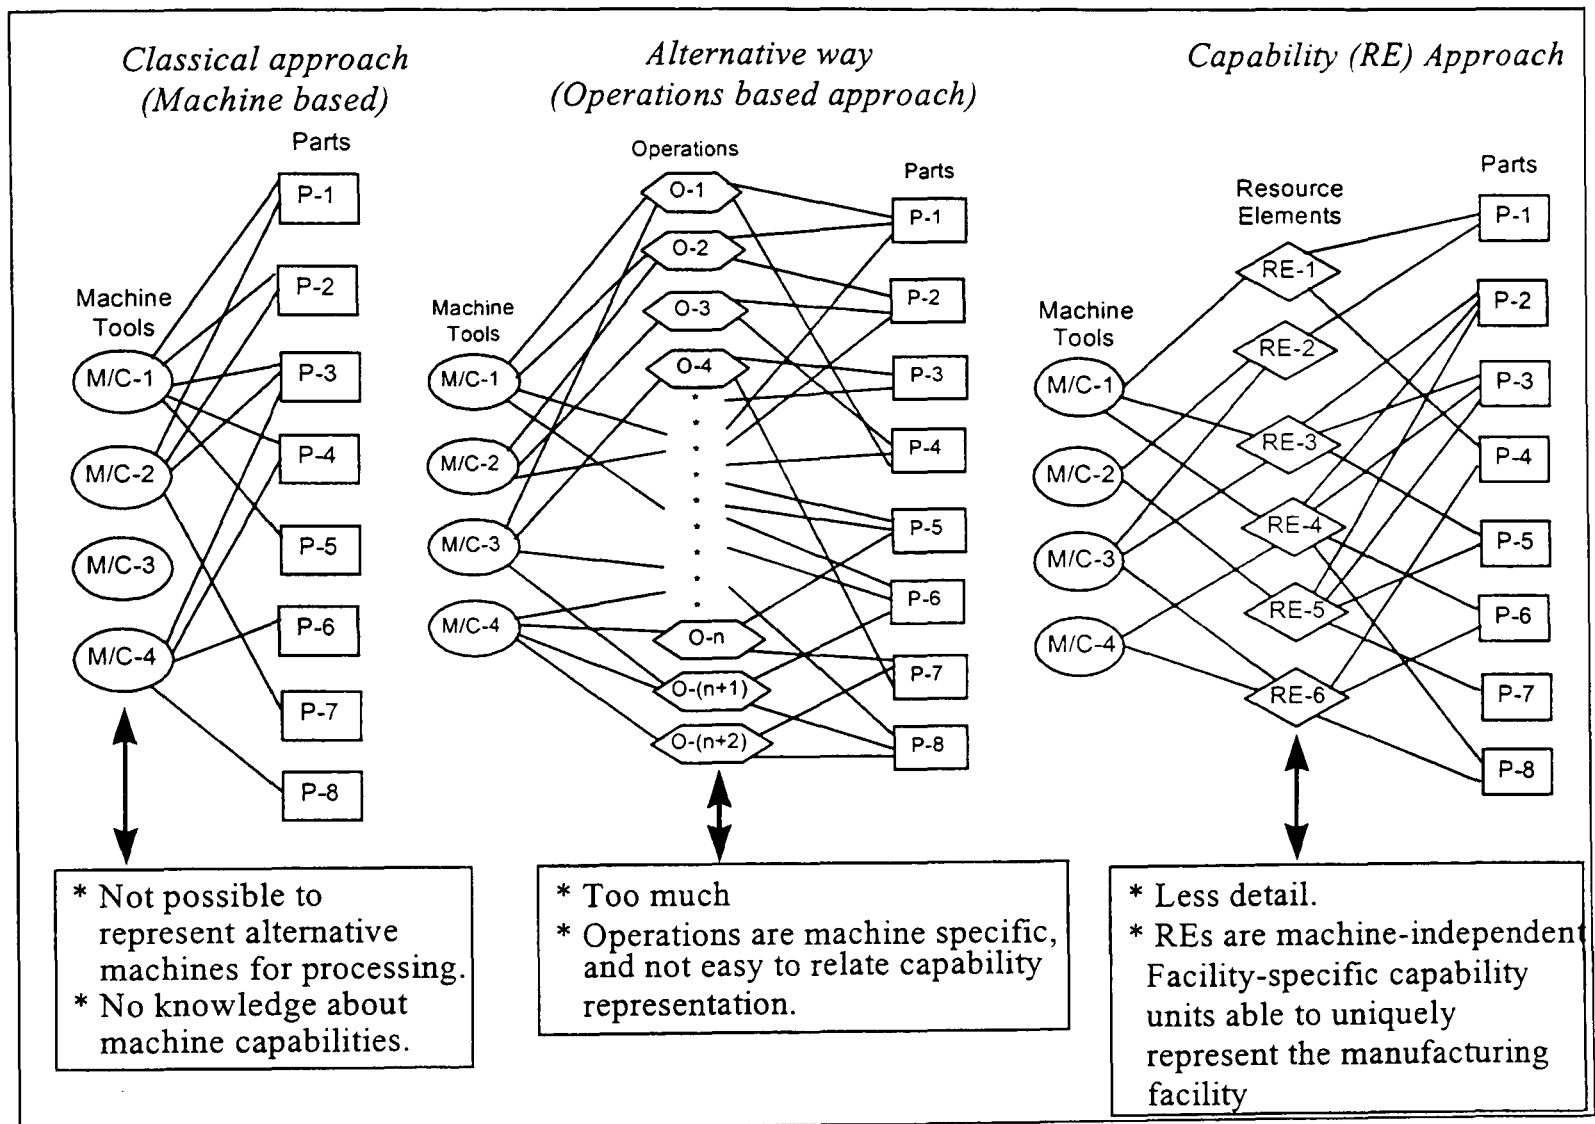 Classical approach
(Machine based)
Parts
P-1
P-2
P-3
P-4
P-5
P-6
P-7
P-8
Machine
Tools
M/C-1
M/C-2
M/C-3
M/C-4
* Not possible to
represent alternative
machines for processing.
* No knowledge about
machine capabilities.
Alternative way
(Operations based approach)
Operations
O-1
O-2
O-3
O-4
*
*
*
*
*
*
*
*
*
O-n
O-(n+1)
O-(n+2)
Machine
Tools
M/C-1
M/C-2
M/C-3
M/C-4
Parts
P-1
P-2
P-3
P-4
P-5
P-6
P-7
P-8
* Too much
* Operations are machine specific,
and not easy to relate capability
representation.
Capability (RE) Approach
Resource
Elements
RE-1
RE-2
RE-3
RE-4
RE-5
RE-6
Machine
Tools
M/C-1
M/C-2
M/C-3
M/C-4
Parts
P-1
P-2
P-3
P-4
P-5
P-6
P-7
P-8
* Less detail.
* REs are machine-independent
Facility-specific capability
units able to uniquely
represent the manufacturing
facility